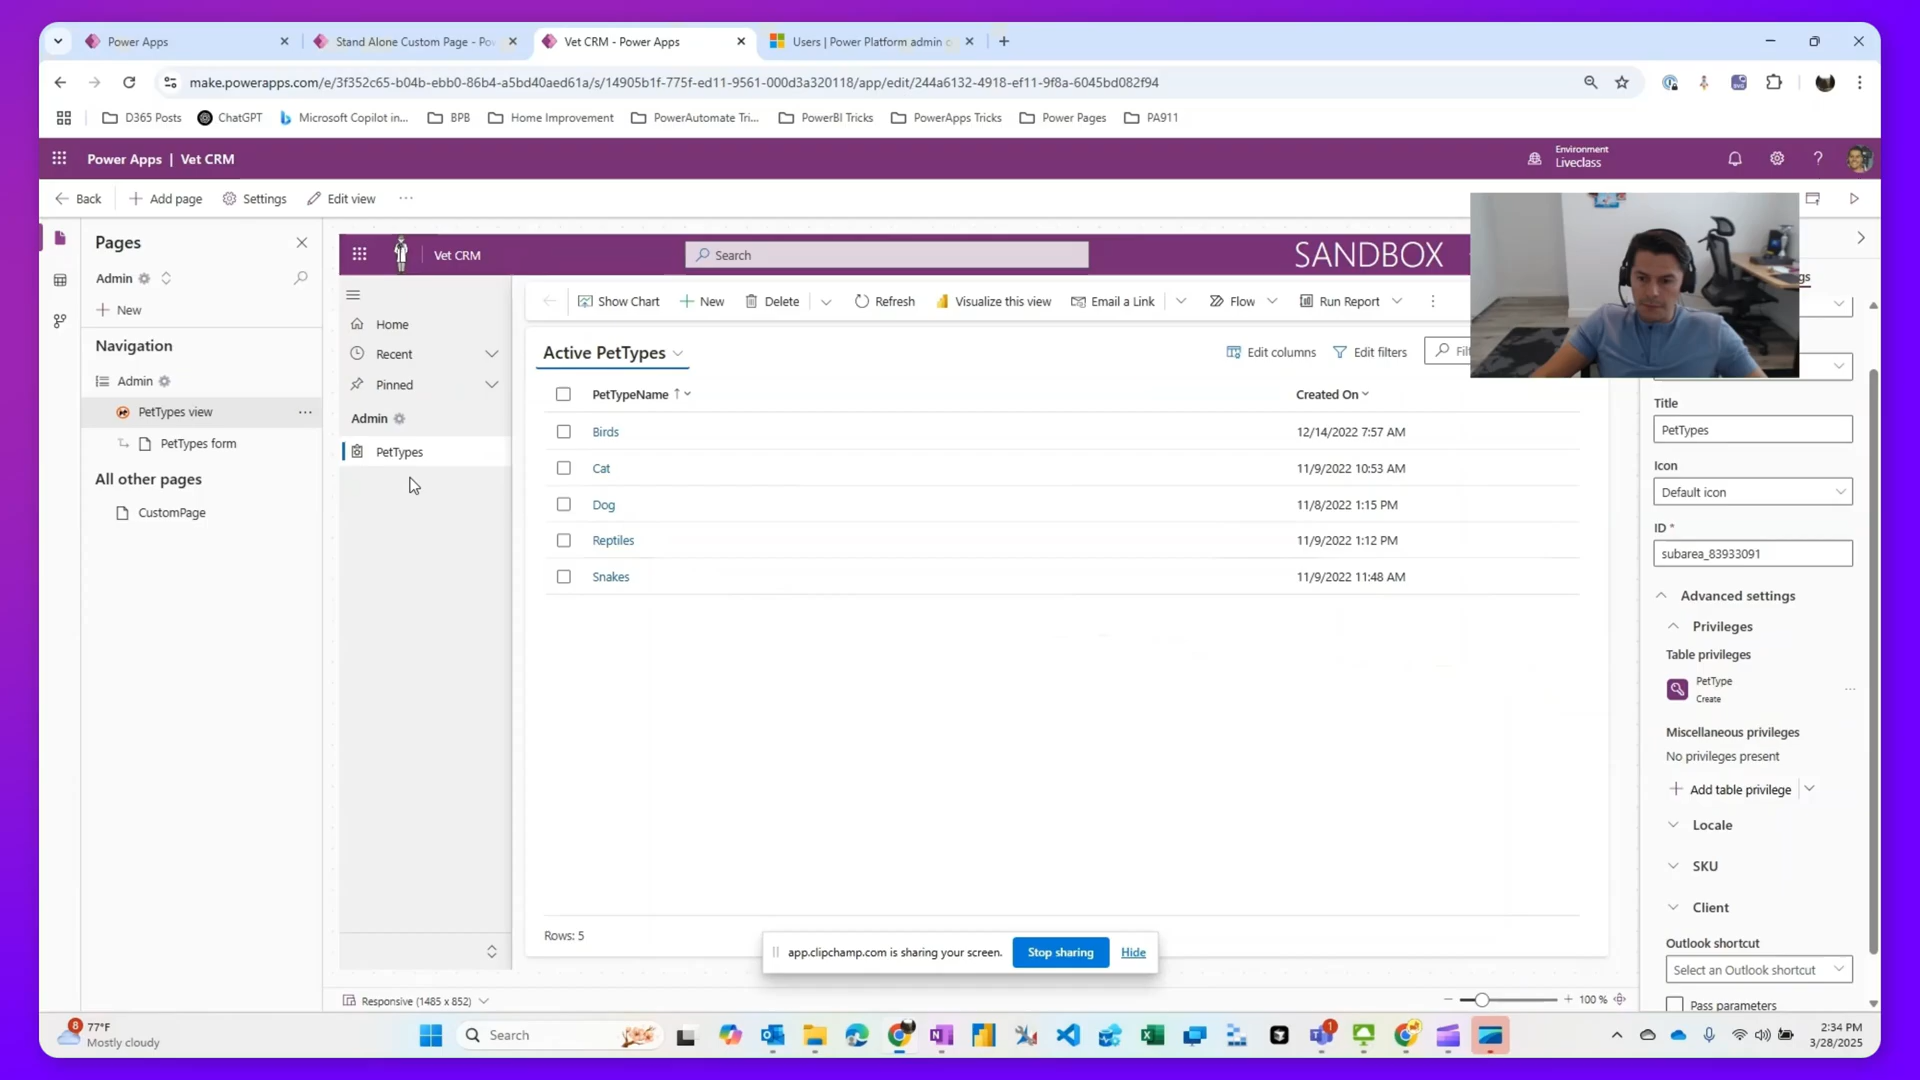 Power Apps
Stand Alone Custom Page - Po
Vet CRM - Power Apps
Users | Power Platform admin c
make.powerapps.com/e/3f352c65-b04b-ebb0-86b4-a5bd40aed61a/s/14905b1f-775f-ed11-9561-000d3a320118/app/edit/244a6132-4918-ef11-9f8a-6045bd082f94
D365 Posts
ChatGPT
Microsoft Copilot in...
BPB
Home Improvement
PowerAutomate Tri...
PowerBI Tricks
PowerApps Tricks
Power Pages
PA911
Power Apps | Vet CRM
Environment
Liveclass
Back
Add page
Settings
Edit view
Pages
Admin
New
Navigation
Admin
PetTypes view
PetTypes form
All other pages
CustomPage
Vet CRM
Search
SANDBOX
Home
Recent
Pinned
Admin
PetTypes
Show Chart
New
Delete
Refresh
Visualize this view
Email a Link
Flow
Run Report
Active PetTypes
Edit columns
Edit filters
PetTypeName
Created On
Birds
12/14/2022 7:57 AM
Cat
11/9/2022 10:53 AM
Dog
11/8/2022 1:15 PM
Reptiles
11/9/2022 1:12 PM
Snakes
11/9/2022 11:48 AM
Rows: 5
app.clipchamp.com is sharing your screen.
Stop sharing
Hide
Responsive (1485 x 852)
100 %
Title
PetTypes
Icon
Default icon
ID *
subarea_83933091
Advanced settings
Privileges
Table privileges
PetType
Create
Miscellaneous privileges
No privileges present
Add table privilege
Locale
SKU
Client
Outlook shortcut
Select an Outlook shortcut
Pass parameters
8
77°F
Mostly cloudy
Search
1
2:34 PM
3/28/2025